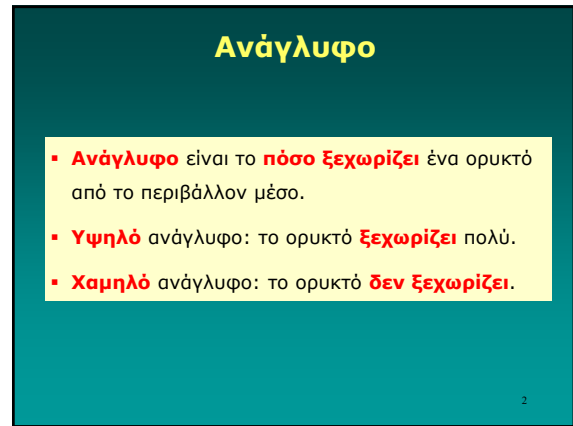 Ανάγλυφο
▪ Ανάγλυφο είναι το πόσο ξεχωρίζει ένα ορυκτό
από το περιβάλλον μέσο.
▪ Υψηλό ανάγλυφο: το ορυκτό ξεχωρίζει πολύ.
▪ Χαμηλό ανάγλυφο: το ορυκτό δεν ξεχωρίζει.
2